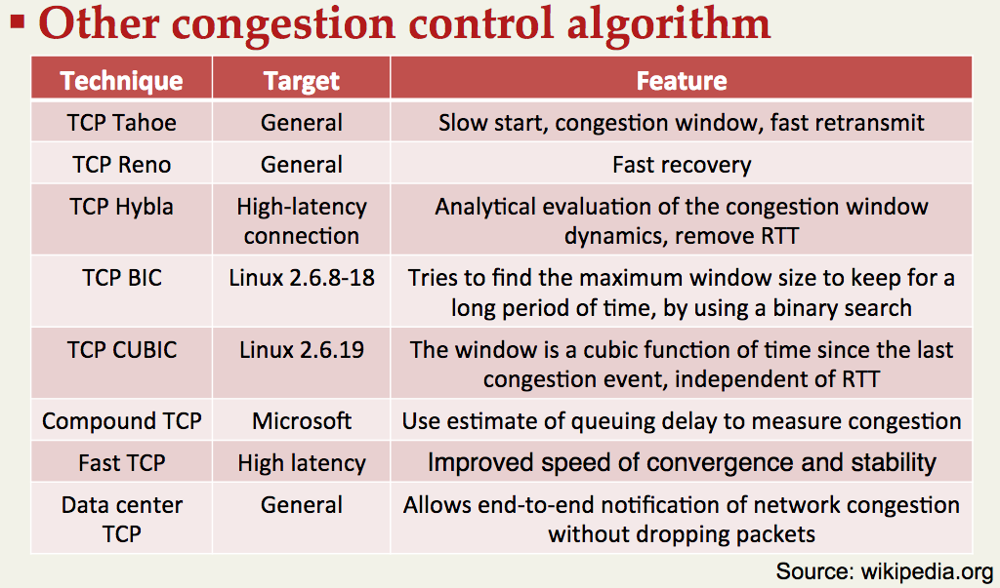 ▪ Other congestion control algorithm
Technique Target Feature
TCP Tahoe General Slow start, congestion window, fast retransmit
TCP Reno General Fast recovery
TCP Hybla High-latency connection Analytical evaluation of the congestion window
dynamics, remove RTT
TCP BIC Linux 2.6.8-18 Tries to find the maximum window size to keep for a
long period of time, by using a binary search
TCP CUBIC Linux 2.6.19 The window is a cubic function of time since the last
congestion event, independent of RTT
Compound TCP Microsoft Use estimate of queuing delay to measure congestion
Fast TCP High latency Improved speed of convergence and stability
Data center TCP General Allows end-to-end notification of network congestion
without dropping packets
Source: wikipedia.org